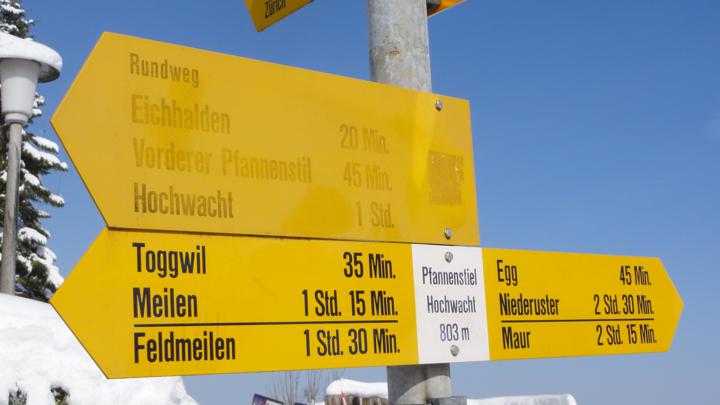 Zürich
Rundweg
Eichhalden 20 Min.
Vorderer Pfannenstil 45 Min.
Hochwacht 1 Std.
Toggwil 35 Min.
Meilen 1 Std. 15 Min.
Feldmeilen 1 Std. 30 Min.
Pfannenstiel
Hochwacht
803 m
Egg 45 Min.
Niederuster 2 Std. 30 Min.
Maur 2 Std. 15 Min.